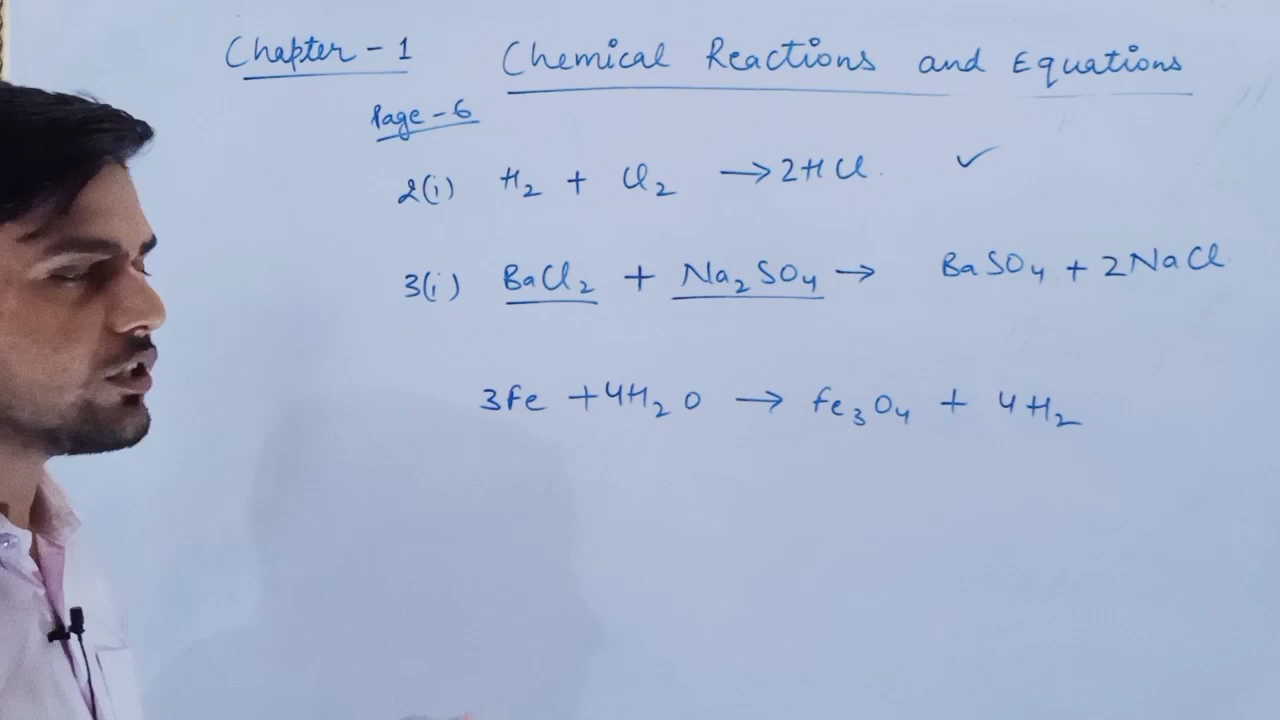 Chapter - 1 Chemical Reactions and Equations
Page - 6
2(i) H₂ + Cl₂ → 2HCl. ✓
3(i) BaCl₂ + Na₂SO₄ → BaSO₄ + 2NaCl
3Fe + 4H₂O → Fe₃O₄ + 4H₂